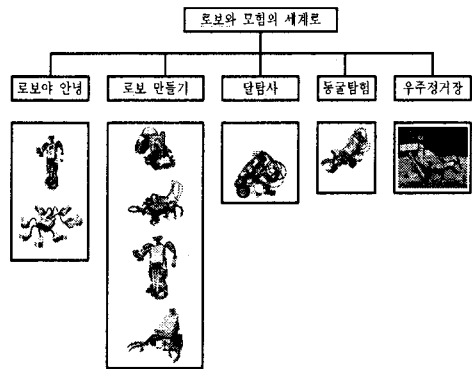 로보와 모험의 세계로
로보야 안녕
로보 만들기
달탐사
동굴탐험
우주정거장